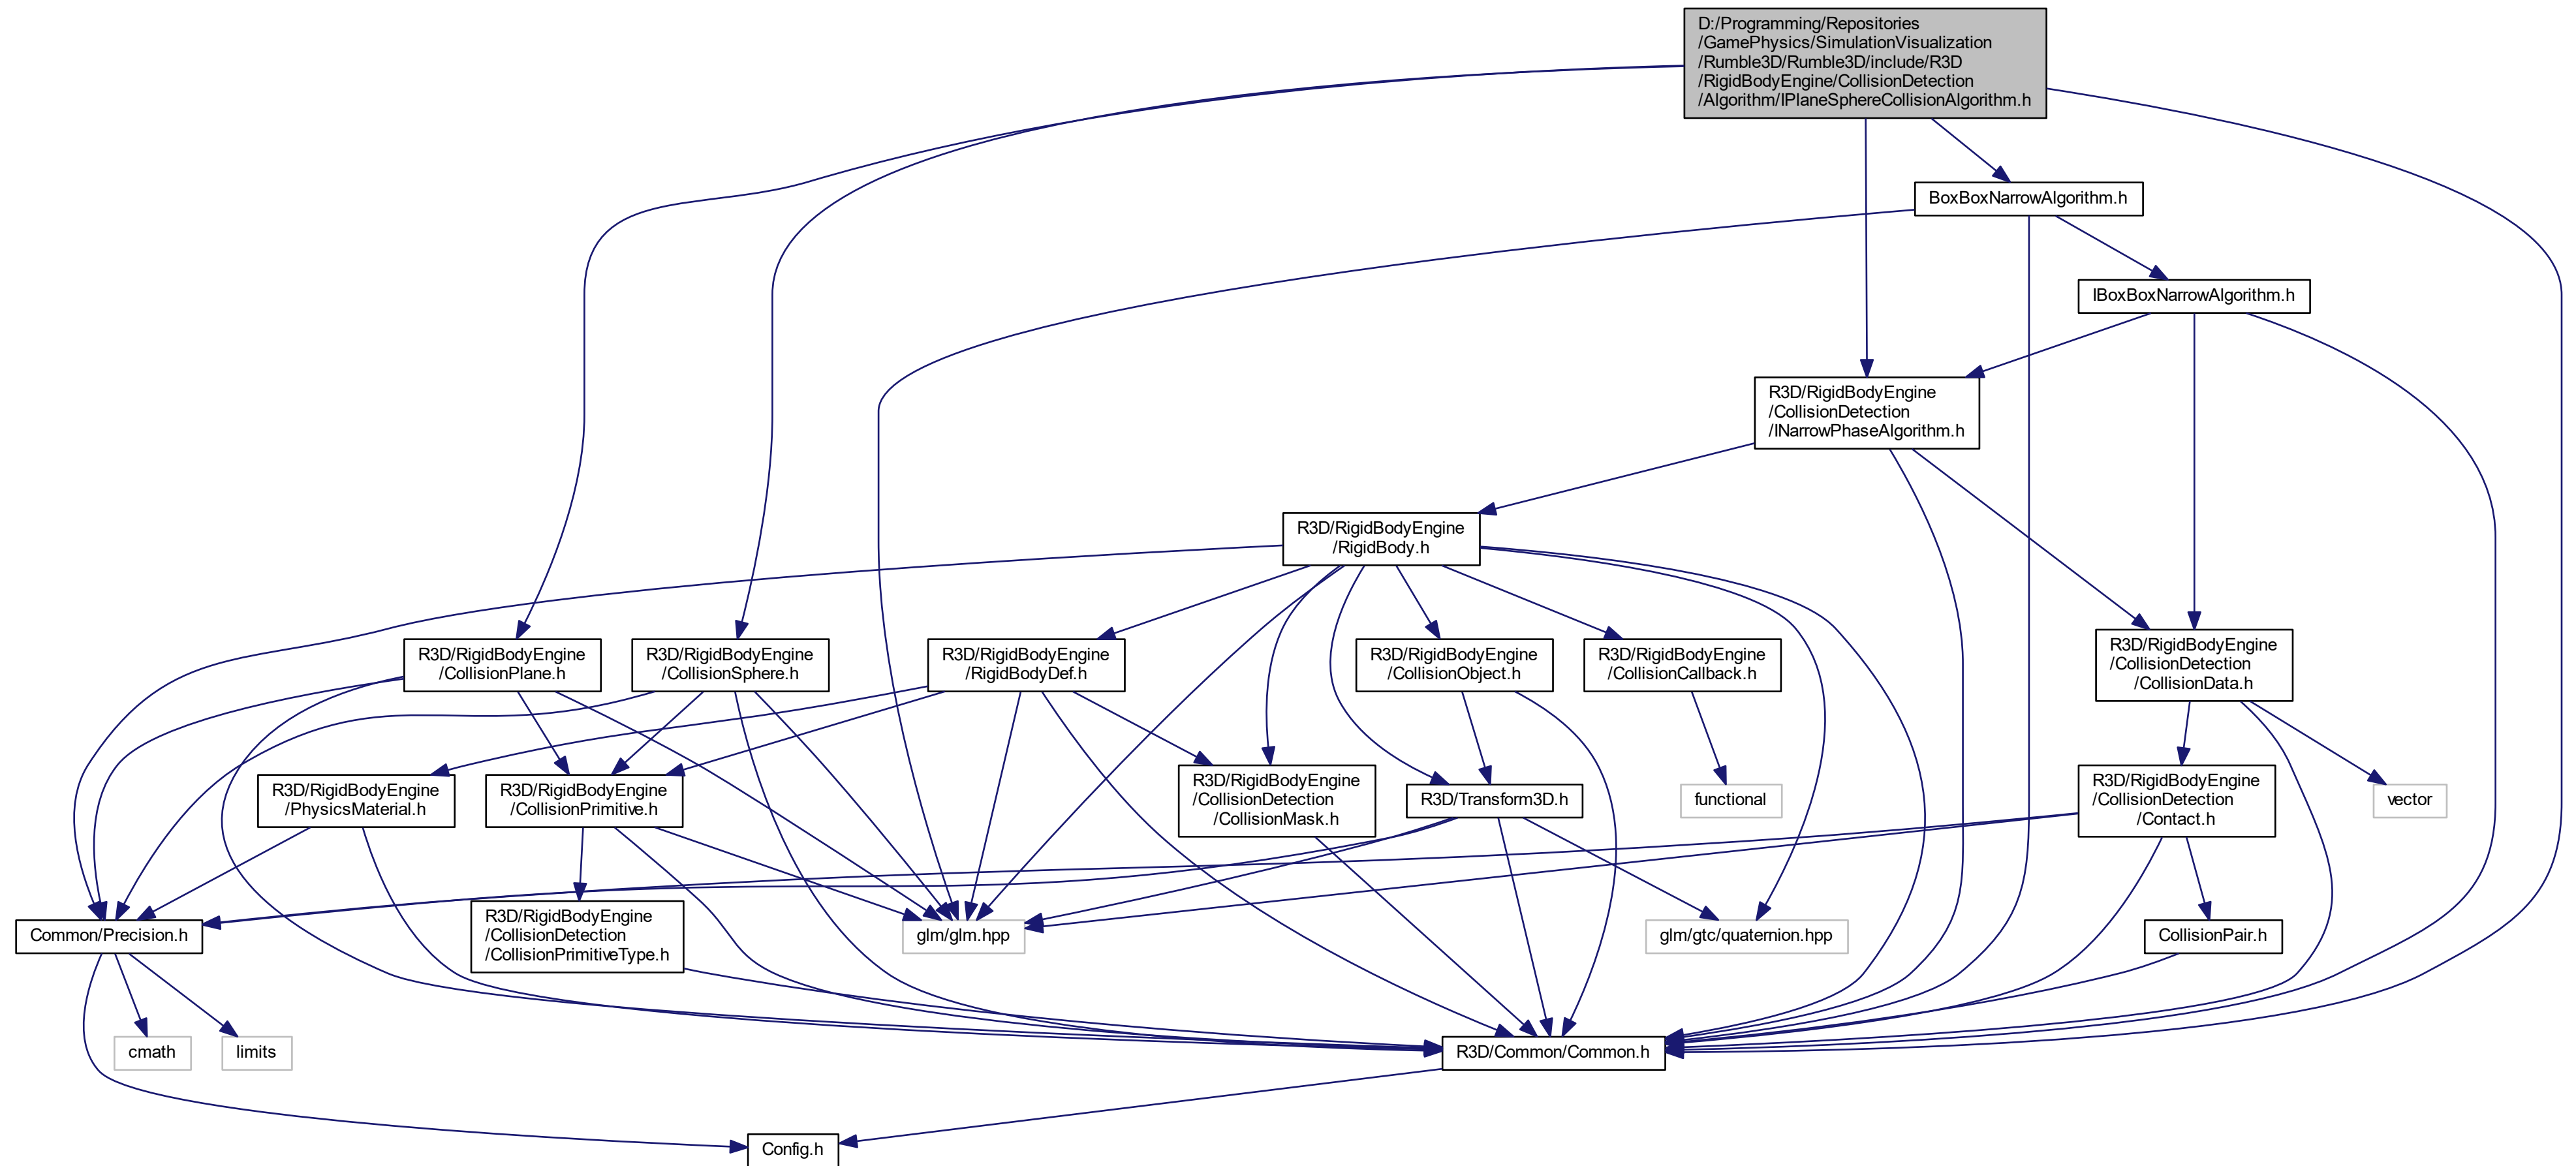 D:/Programming/Repositories
/GamePhysics/SimulationVisualization
/Rumble3D/Rumble3D/include/R3D
/RigidBodyEngine/CollisionDetection
/Algorithm/IPlaneSphereCollisionAlgorithm.h
BoxBoxNarrowAlgorithm.h
IBoxBoxNarrowAlgorithm.h
R3D/RigidBodyEngine
/CollisionDetection
/INarrowPhaseAlgorithm.h
R3D/RigidBodyEngine
/RigidBody.h
R3D/RigidBodyEngine
/CollisionPlane.h
R3D/RigidBodyEngine
/CollisionSphere.h
R3D/RigidBodyEngine
/RigidBodyDef.h
R3D/RigidBodyEngine
/CollisionObject.h
R3D/RigidBodyEngine
/CollisionCallback.h
R3D/RigidBodyEngine
/CollisionDetection
/CollisionData.h
R3D/RigidBodyEngine
/PhysicsMaterial.h
R3D/RigidBodyEngine
/CollisionPrimitive.h
R3D/RigidBodyEngine
/CollisionDetection
/CollisionMask.h
R3D/Transform3D.h
functional
R3D/RigidBodyEngine
/CollisionDetection
/Contact.h
vector
Common/Precision.h
R3D/RigidBodyEngine
/CollisionDetection
/CollisionPrimitiveType.h
glm/glm.hpp
glm/gtc/quaternion.hpp
CollisionPair.h
cmath
limits
R3D/Common/Common.h
Config.h